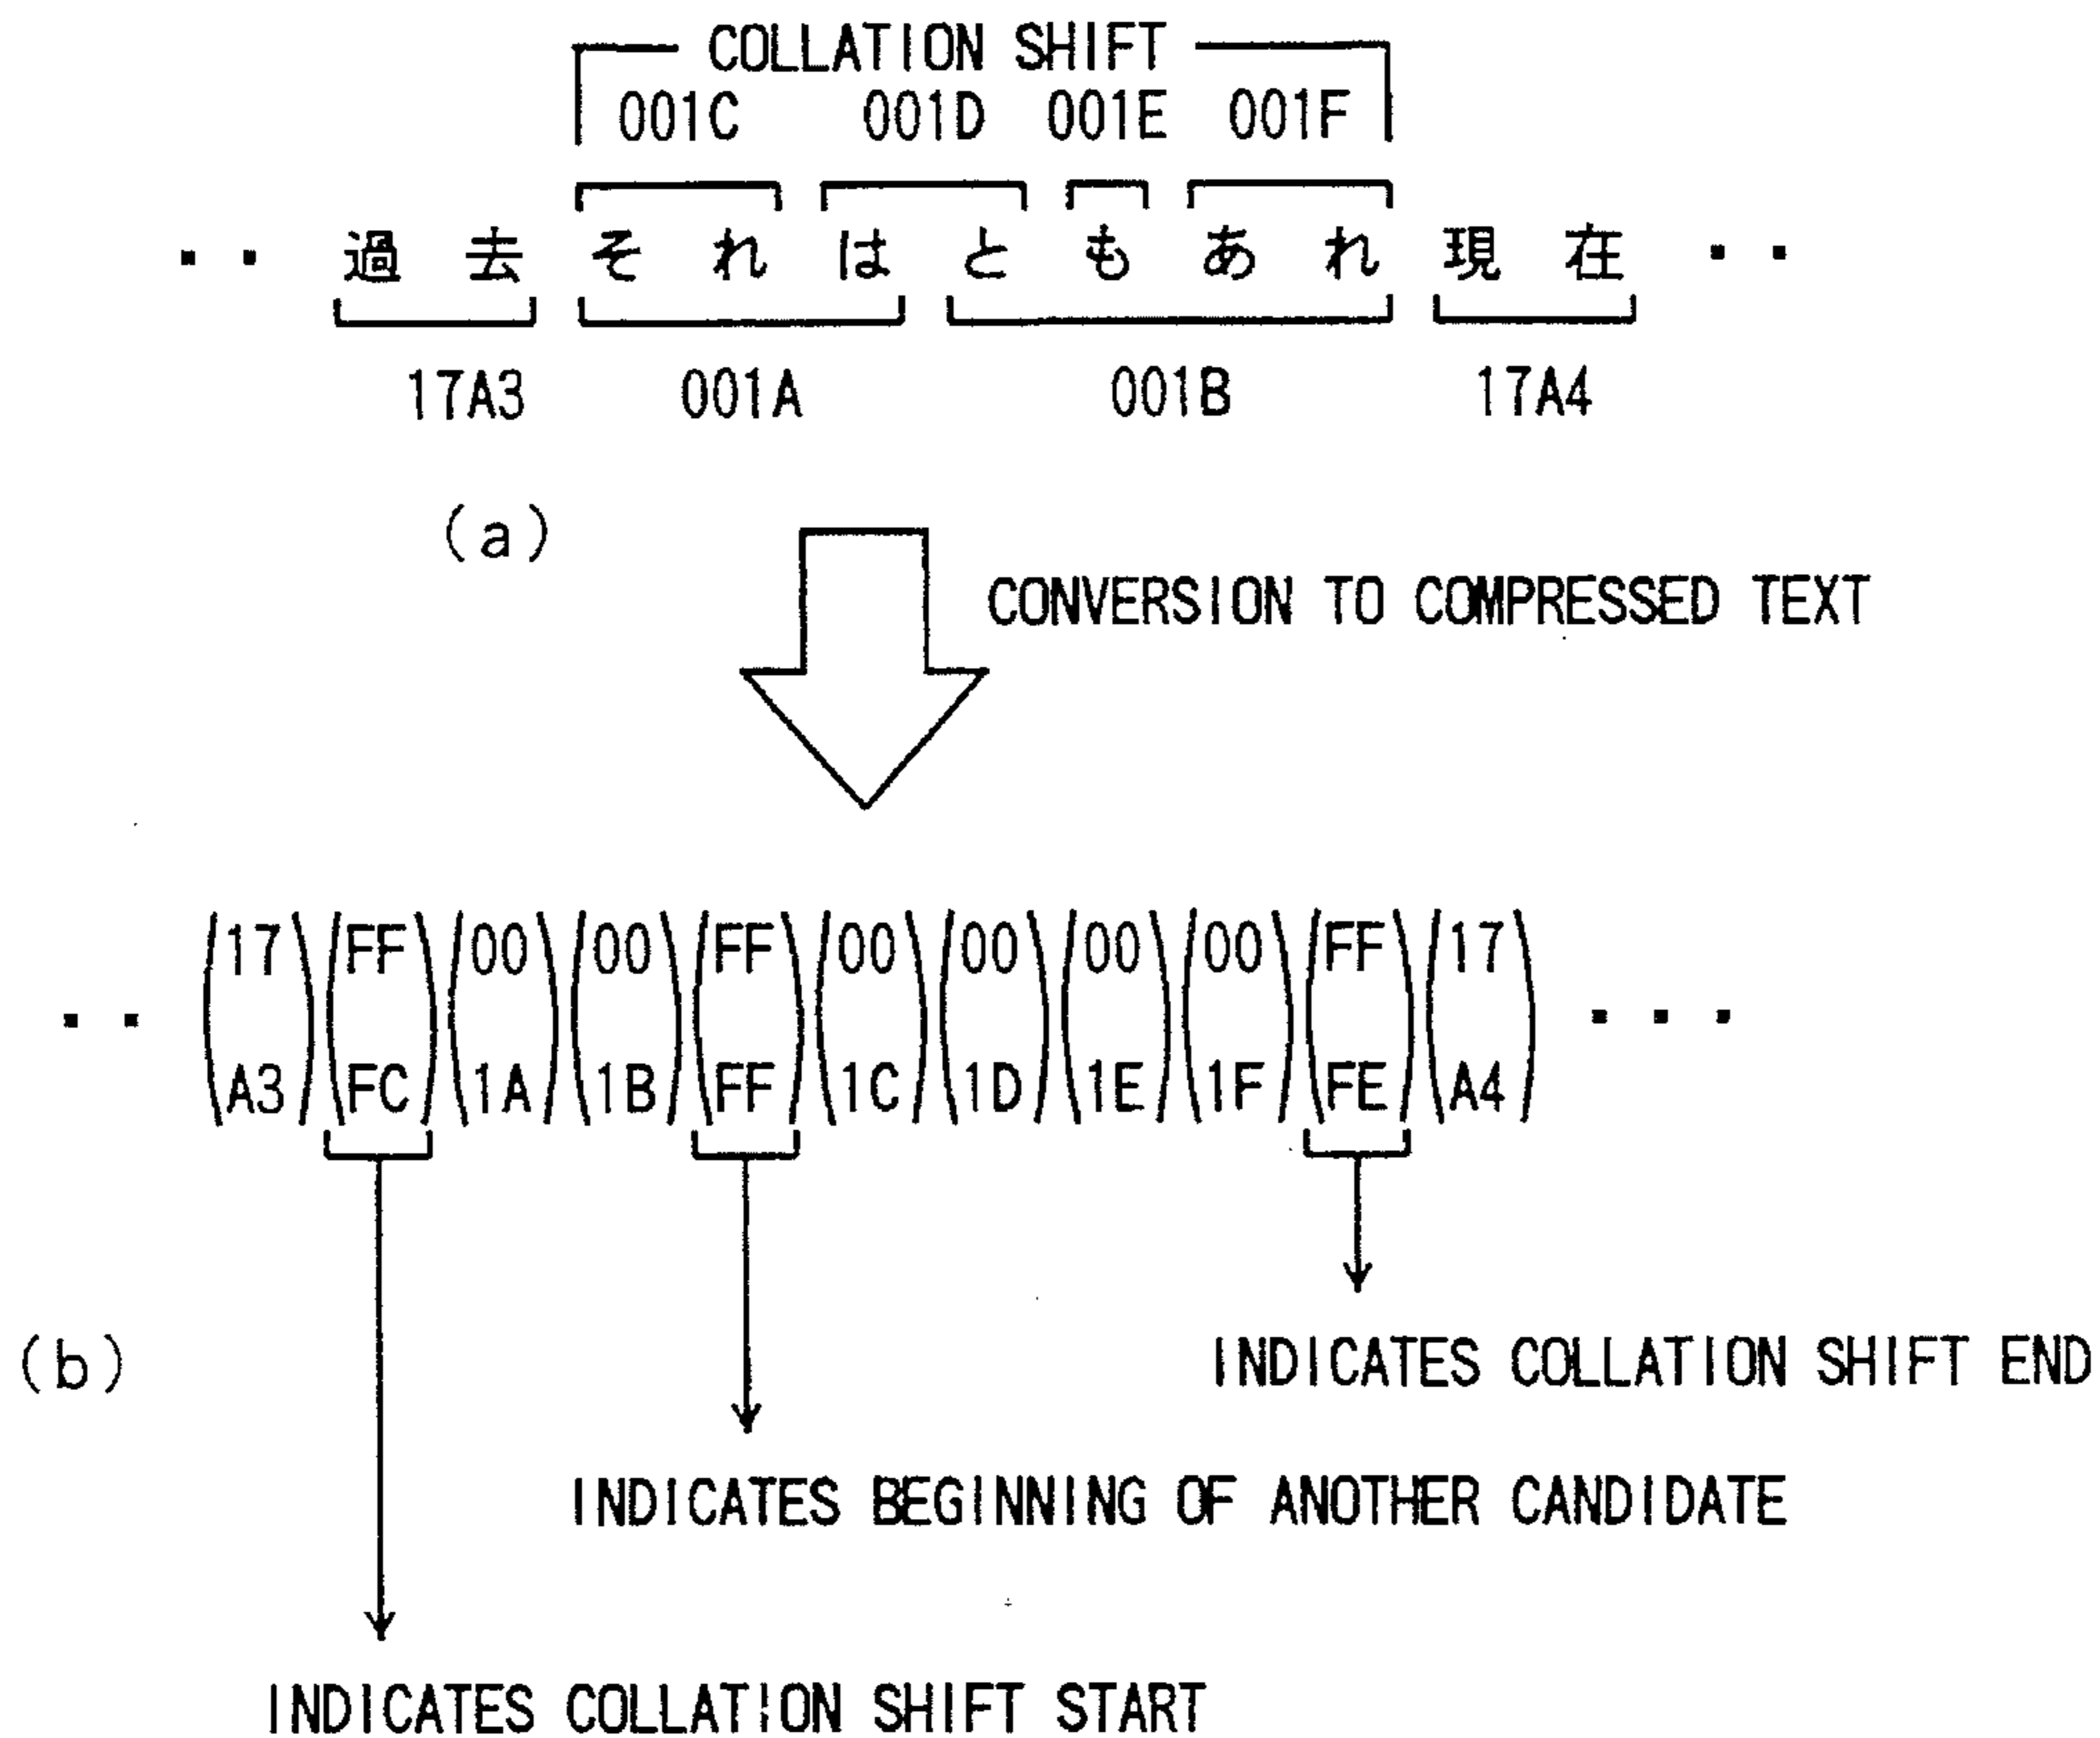 COLLATION SHIFT
001C 001D 001E 001F
・・ 過去それはともあれ現在 ・・
17A3 001A 001B 17A4
(a)
CONVERSION TO COMPRESSED TEXT
17 FF 00 00 FF 00 00 00 00 FF 17
・・ ・・・
A3 FC 1A 1B FF 1C 1D 1E 1F FE A4
(b)
INDICATES COLLATION SHIFT END
INDICATES BEGINNING OF ANOTHER CANDIDATE
INDICATES COLLATION SHIFT START